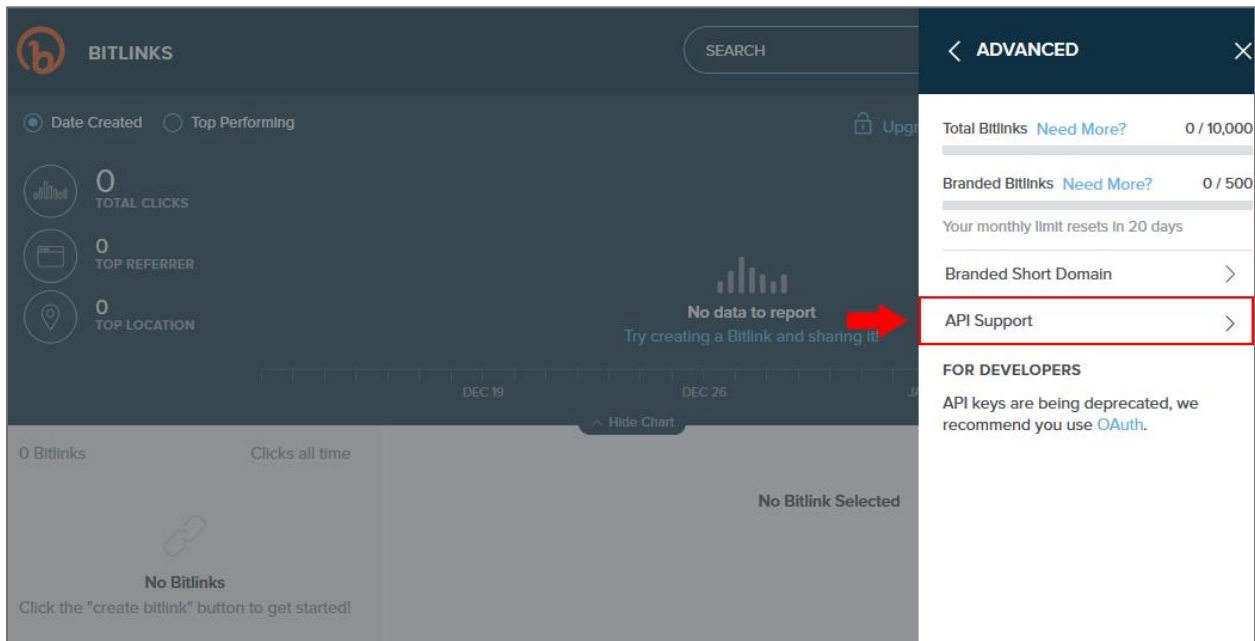 BITLINKS
SEARCH
Date Created
Top Performing
Upgr
0
TOTAL CLICKS
0
TOP REFERRER
0
TOP LOCATION
No data to report
Try creating a Bitlink and sharing it!
DEC 19
DEC 26
JA
Hide Chart
0 Bitlinks
Clicks all time
No Bitlinks
Click the "create bitlink" button to get started!
No Bitlink Selected
ADVANCED
Total Bitlinks Need More? 0 / 10,000
Branded Bitlinks Need More? 0 / 500
Your monthly limit resets in 20 days
Branded Short Domain
API Support
FOR DEVELOPERS
API keys are being deprecated, we
recommend you use OAuth.